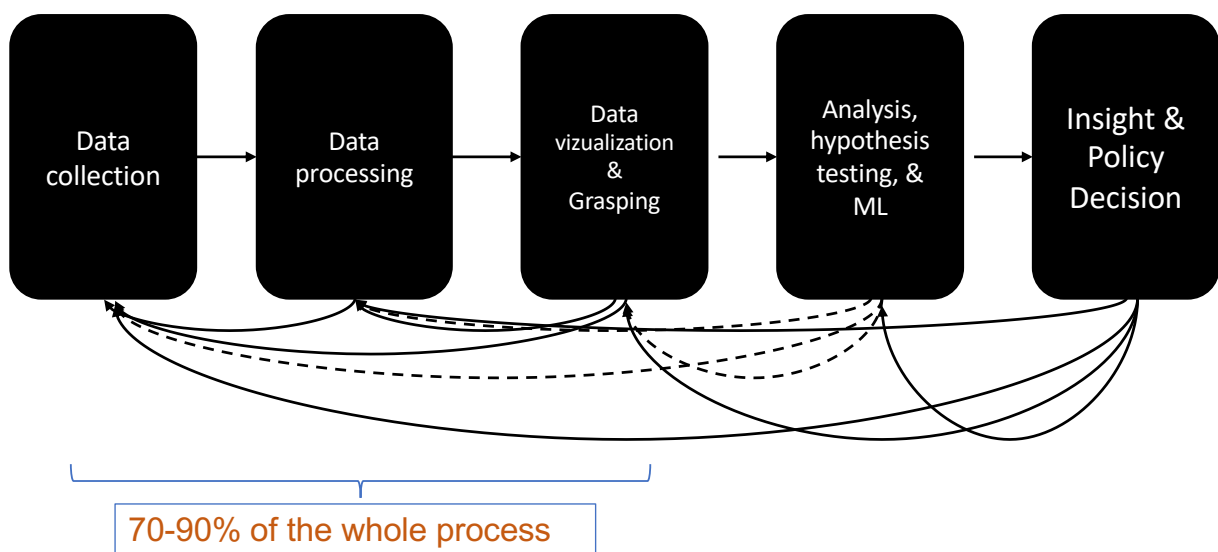 Data
collection
Data
processing
Data
vizualization
&
Grasping
Analysis,
hypothesis
testing, &
ML
Insight &
Policy
Decision
70-90% of the whole process